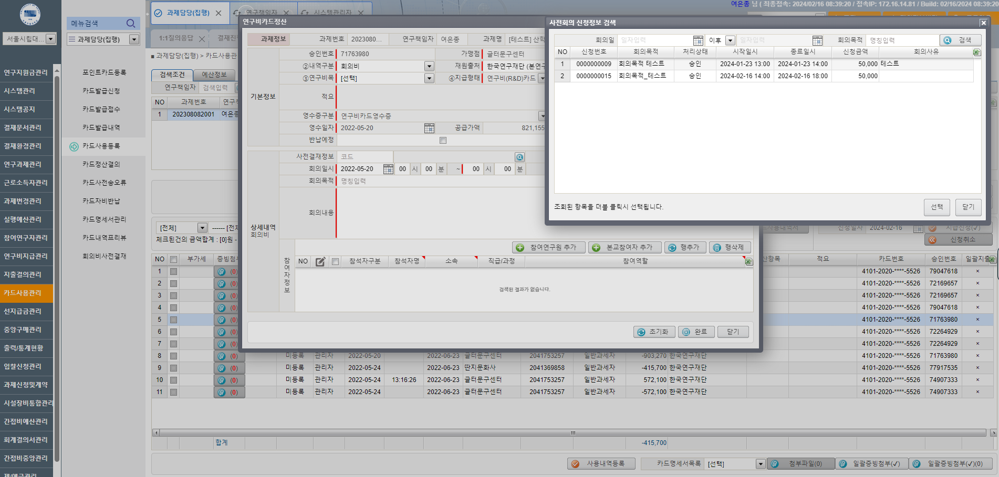 여은종 님 ( 최종접속: 2024/02/16 08:39:20 / 접속IP: 172.16.14.81 / Build: 02/16/2024 08:39:20
과제담당(집행)
연구책임자
시스템관리자
메뉴검색
서울시립대...
과제담당(집행)
1:1질의응답
■ 과제담당(집행) > 카드사용관
연구지원금관리
시스템관리
시스템공지
결재문서관리
결재환경관리
연구과제관리
근로소득자관리
과제변경관리
실행예산관리
참여연구자관리
연구비지급관리
지출결의관리
카드사용관리
선지급금관리
중앙구매관리
출력/통계현황
입찰신청관리
과제신청및계약
시설장비통합관리
간접비예산관리
회계결의서관리
간접비중앙관리
포인트카드등록
카드발급신청
카드발급접수
카드발급내역
카드사용등록
카드정산결의
카드사전송오류
카드자비반납
카드명세서관리
카드내역프리뷰
회의비사전결제
검색조건
예산정보
연구책임자 검색입력
NO 과제번호
1 202308082001 여은종
[전체] ------ [전체
체크된건의 금액합계 : [0]원 -
연구비카드정산
과제정보 과제번호 2023080... 연구책임자 여은종 과제명 [테스트] 산학
기본정보
승인번호 71763980 가맹점 글터문구센터
②내역구분 회의비 재원출처 한국연구재단 (본연구
③연구비목 [선택] ④지급형태 연구비(R&D)카드
적요
영수증구분 연구비카드영수증
영수일자 2022-05-20 공급가액 821,155
반납예정
상세내역
회의비
사전결재정보 코드
회의일시 2022-05-20 00 시 00 분 ~ 00 시 00 분
회의목적 명칭입력
회의내용
참여자정보
참여연구원 추가 본교참여자 추가 행추가 행삭제
NO 참석자구분 참석자명 소속 직급/과정 참여역할
검색된 결과가 없습니다.
초기화 완료 닫기
사전회의 신청정보 검색
회의일 일자입력 이후 일자입력 회의목적 명칭입력 검색
NO 신청번호 회의목적 처리상태 시작일시 종료일시 신청금액 회의사유
1 0000000009 회의목적 테스트 승인 2024-01-23 13:00 2024-01-23 14:00 50,000 테스트
2 0000000015 회의목적_테스트 승인 2024-02-16 14:00 2024-02-16 18:00 50,000
조회된 항목을 더블 클릭시 선택됩니다.
선택 닫기
신청일자 2024-02-16 지급신청(✓)
신청취소
NO 부가세 증빙첨부 적요 카드번호 승인번호 일괄지출
1 (0) 4101-2020-****-5526 79047618 ×
2 (0) 4101-2020-****-5526 72169657 ×
3 (0) 4101-2020-****-5526 72169657 ×
4 (0) 4101-2020-****-5526 79047618 ×
5 (0) 4101-2020-****-5526 71763980 ×
6 (0) 4101-2020-****-5526 72264929 ×
7 (0) 4101-2020-****-5526 72264929 ×
8 (0) 미등록 관리자 2022-05-20 2022-06-23 글터문구센터 2041753257 일반과세자 -903,270 한국연구재단 4101-2020-****-5526 71763980 ×
9 (0) 미등록 관리자 2022-05-24 2022-06-23 딴지문화사 2041369858 일반과세자 -415,700 한국연구재단 4101-2020-****-5526 77917535 ×
10 (0) 미등록 관리자 2022-05-24 13:16:26 2022-06-23 글터문구센터 2041753257 일반과세자 572,100 한국연구재단 4101-2020-****-5526 74907333 ×
11 (0) 미등록 관리자 2022-05-24 2022-06-23 글터문구센터 2041753257 일반과세자 -572,100 한국연구재단 4101-2020-****-5526 74907333 ×
합계 -415,700
사용내역등록 카드명세서목록 [선택] 첨부파일(0) 일괄증빙첨부(✓) 일괄증빙첨부(✓)(0)